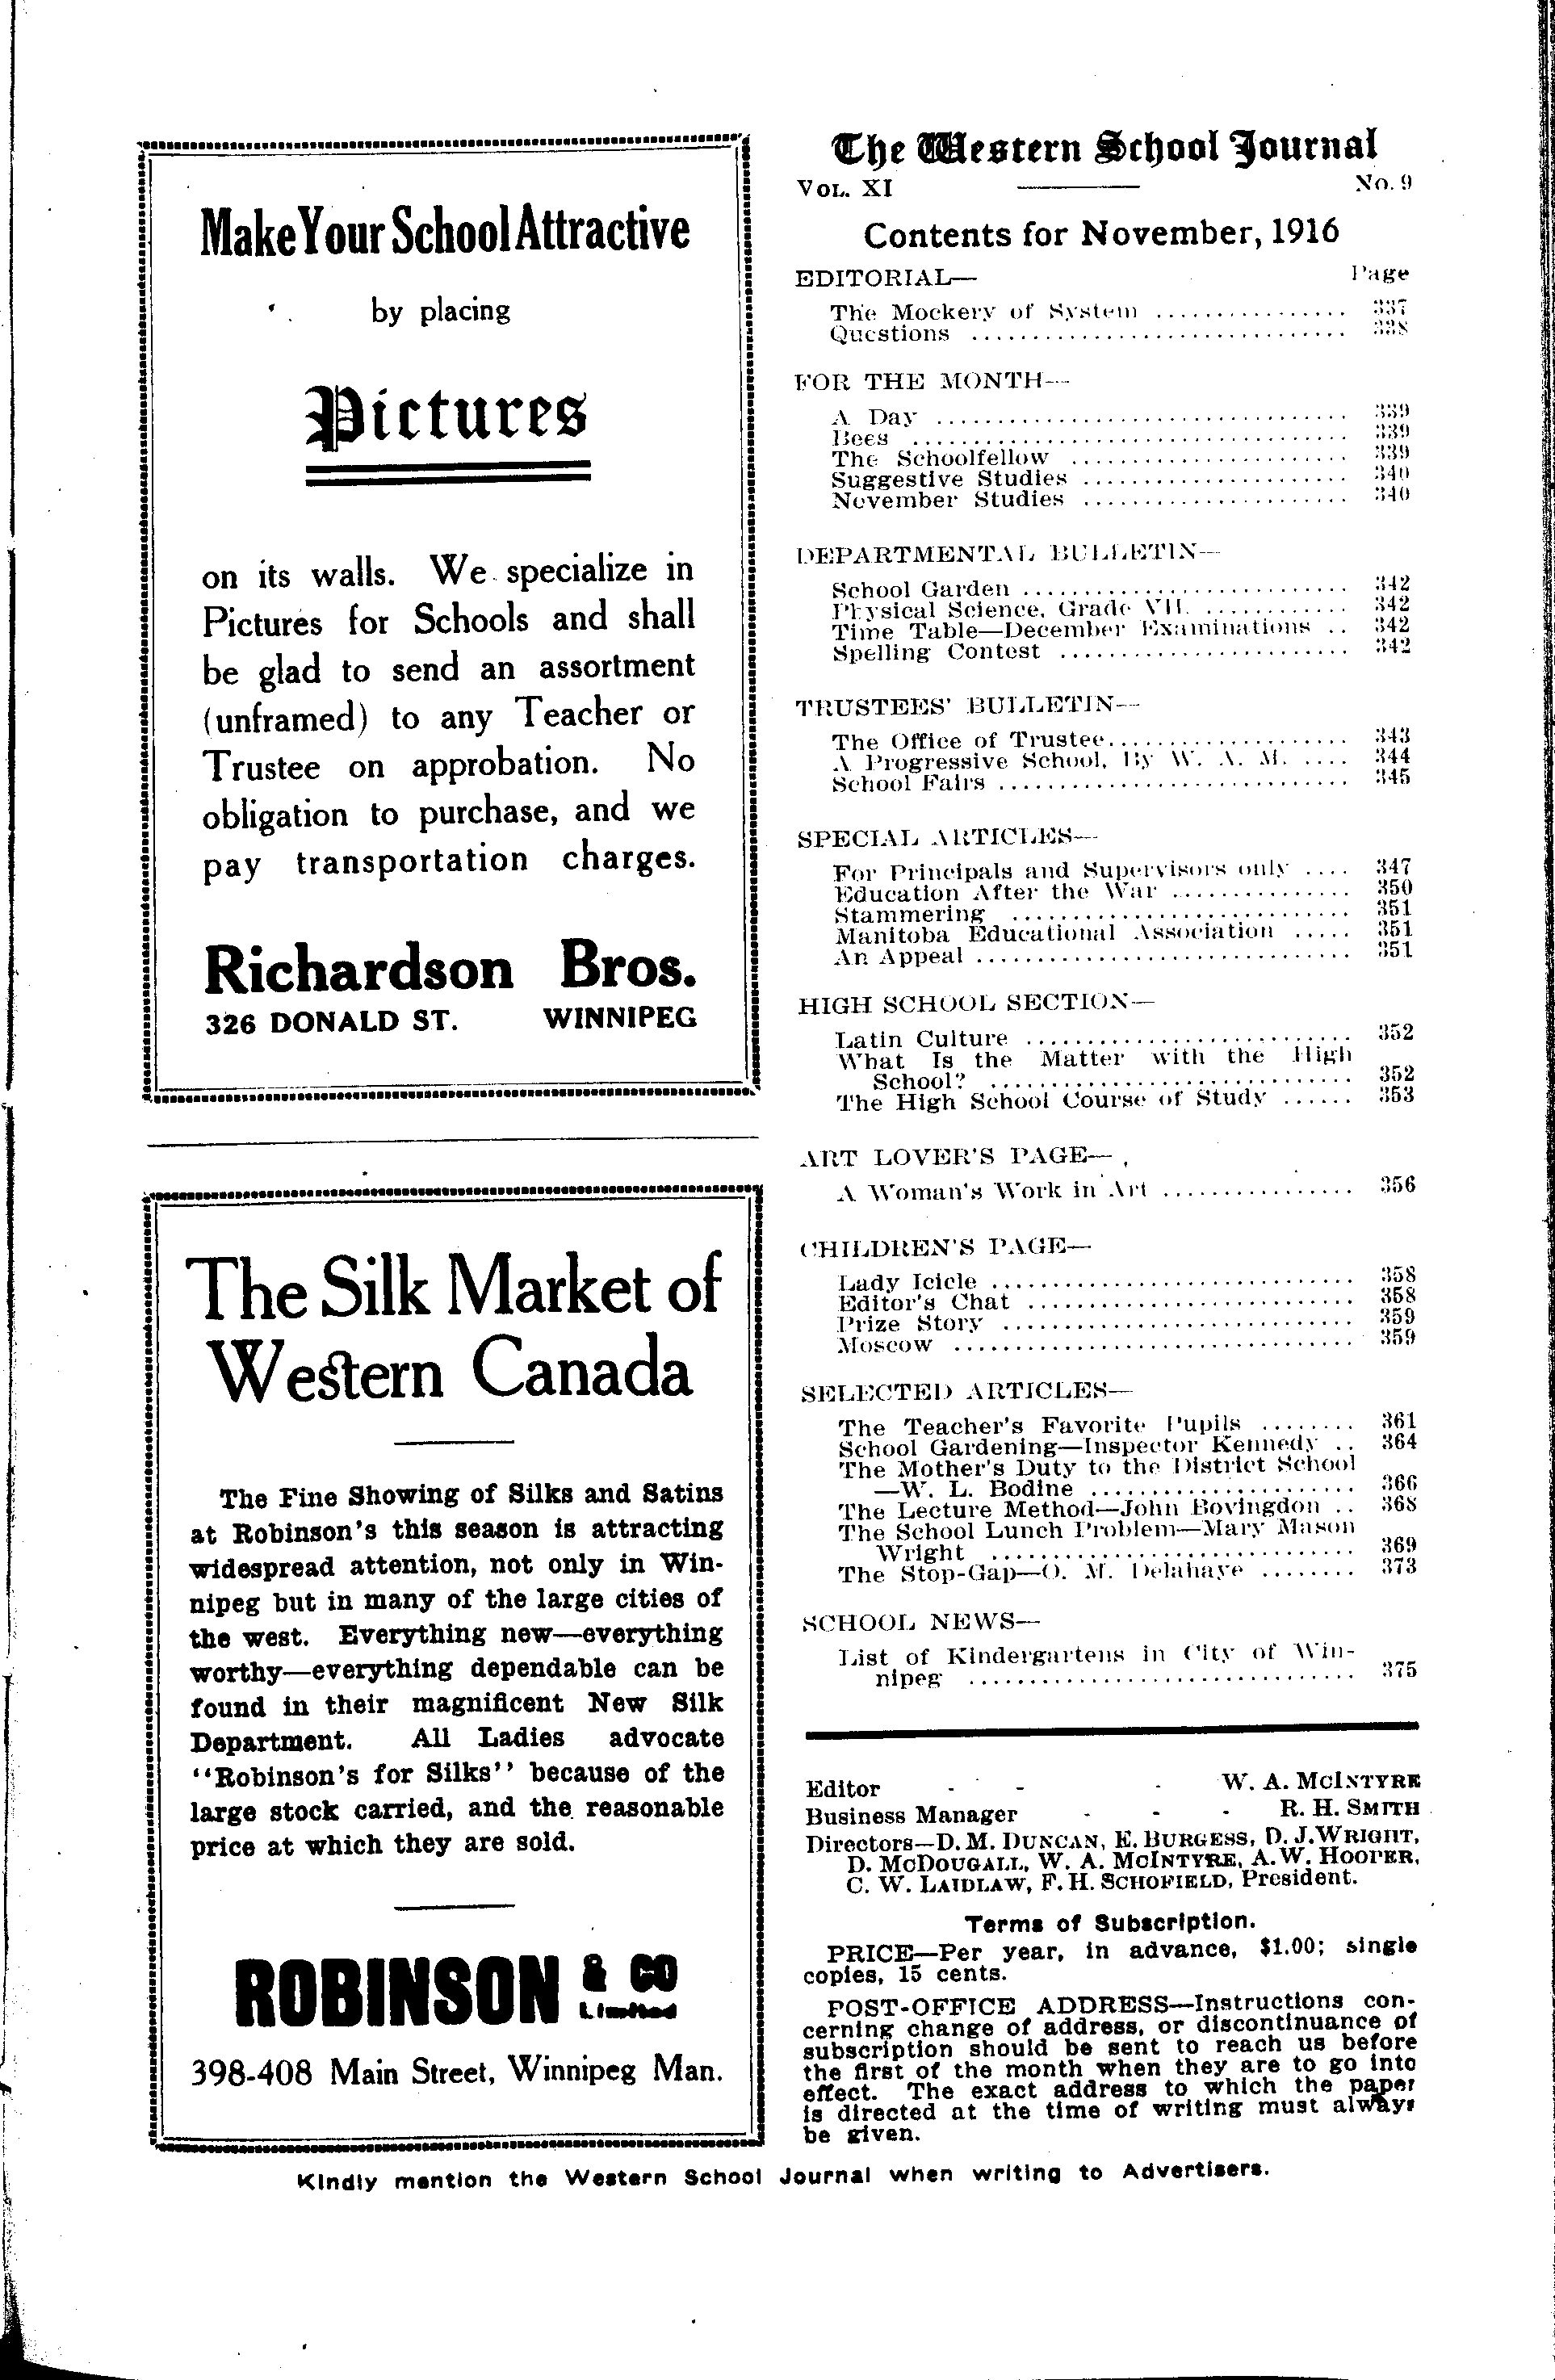 Make Your School Attractive
by placing
Pictures
on its walls. We specialize in
Pictures for Schools and shall
be glad to send an assortment
(unframed) to any Teacher or
Trustee on approbation. No
obligation to purchase, and we
pay transportation charges.
Richardson Bros.
326 DONALD ST. WINNIPEG
The Silk Market of
Western Canada
The Fine Showing of Silks and Satins
at Robinson's this season is attracting
widespread attention, not only in Win-
nipeg but in many of the large cities of
the west. Everything new—everything
worthy—everything dependable can be
found in their magnificent New Silk
Department. All Ladies advocate
"Robinson's for Silks" because of the
large stock carried, and the reasonable
price at which they are sold.
ROBINSON & CO
Limited
398-408 Main Street, Winnipeg Man.
The Western School Journal
VOL. XI No. 9
Contents for November, 1916
EDITORIAL— Page
The Mockery of System ................ 337
Questions ............................... 338
FOR THE MONTH—
A Day .................................. 339
Bees .................................... 339
The Schoolfellow ....................... 339
Suggestive Studies ...................... 340
November Studies ...................... 340
DEPARTMENTAL BULLETIN—
School Garden ........................... 342
Physical Science, Grade VII. ............ 342
Time Table—December Examinations .. 342
Spelling Contest ........................ 342
TRUSTEES' BULLETIN—
The Office of Trustee.................... 343
A Progressive School, By W. A. M. .... 344
School Fairs ............................. 345
SPECIAL ARTICLES—
For Principals and Supervisors only .... 347
Education After the War ............... 350
Stammering ............................ 351
Manitoba Educational Association ..... 351
An Appeal ............................... 351
HIGH SCHOOL SECTION—
Latin Culture ........................... 352
What Is the Matter with the High
School? .............................. 352
The High School Course of Study ...... 353
ART LOVER'S PAGE—
A Woman's Work in Art ................ 356
CHILDREN'S PAGE—
Lady Icicle .............................. 358
Editor's Chat ........................... 358
Prize Story ............................. 359
Moscow ................................. 359
SELECTED ARTICLES—
The Teacher's Favorite Pupils ........ 361
School Gardening—Inspector Kennedy .. 364
The Mother's Duty to the District School
—W. L. Bodine ...................... 366
The Lecture Method—John Bovingdon .. 368
The School Lunch Problem—Mary Mason
Wright .............................. 369
The Stop-Gap—O. M. Delahaye ........ 373
SCHOOL NEWS—
List of Kindergartens in City of Win-
nipeg ................................ 375
Editor - - - W. A. MCINTYRE
Business Manager - - - R. H. SMITH
Directors—D. M. DUNCAN, E. BURGESS, D. J. WRIGHT,
D. MCDOUGALL, W. A. MCINTYRE, A. W. HOOPER,
C. W. LAIDLAW, F. H. SCHOFIELD, President.
Terms of Subscription.
PRICE—Per year, in advance, $1.00; single
copies, 15 cents.
POST-OFFICE ADDRESS—Instructions con-
cerning change of address, or discontinuance of
subscription should be sent to reach us before
the first of the month when they are to go into
effect. The exact address to which the paper
is directed at the time of writing must always
be given.
Kindly mention the Western School Journal when writing to Advertisers.